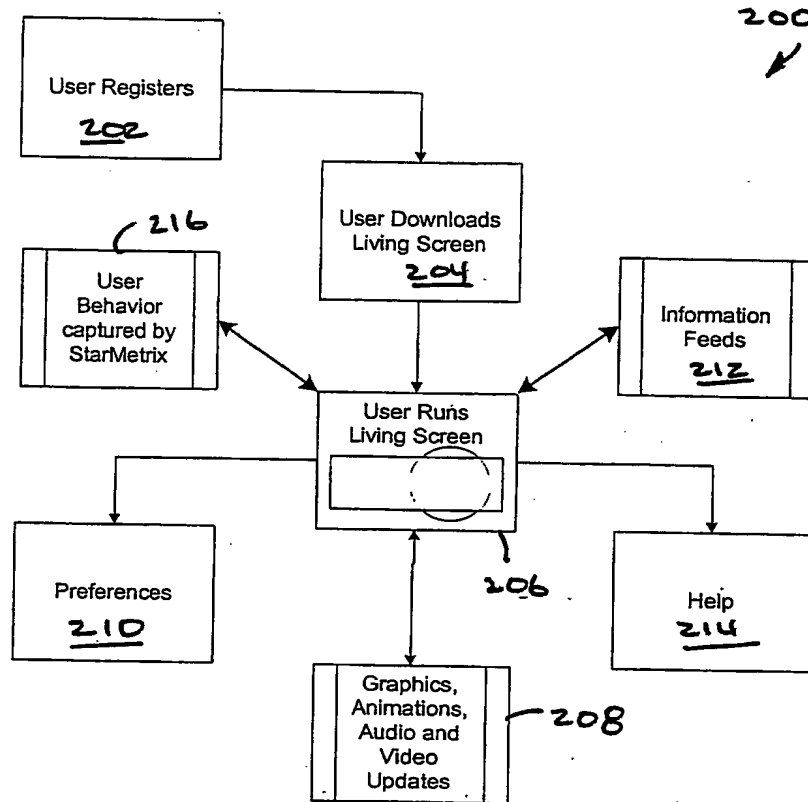 200
User Registers
202
216
User Downloads
Living Screen
204
User
Behavior
captured by
StarMetrix
Information
Feeds
212
User Runs
Living Screen
206
Preferences
210
Help
214
Graphics,
Animations,
Audio and
Video
Updates
208